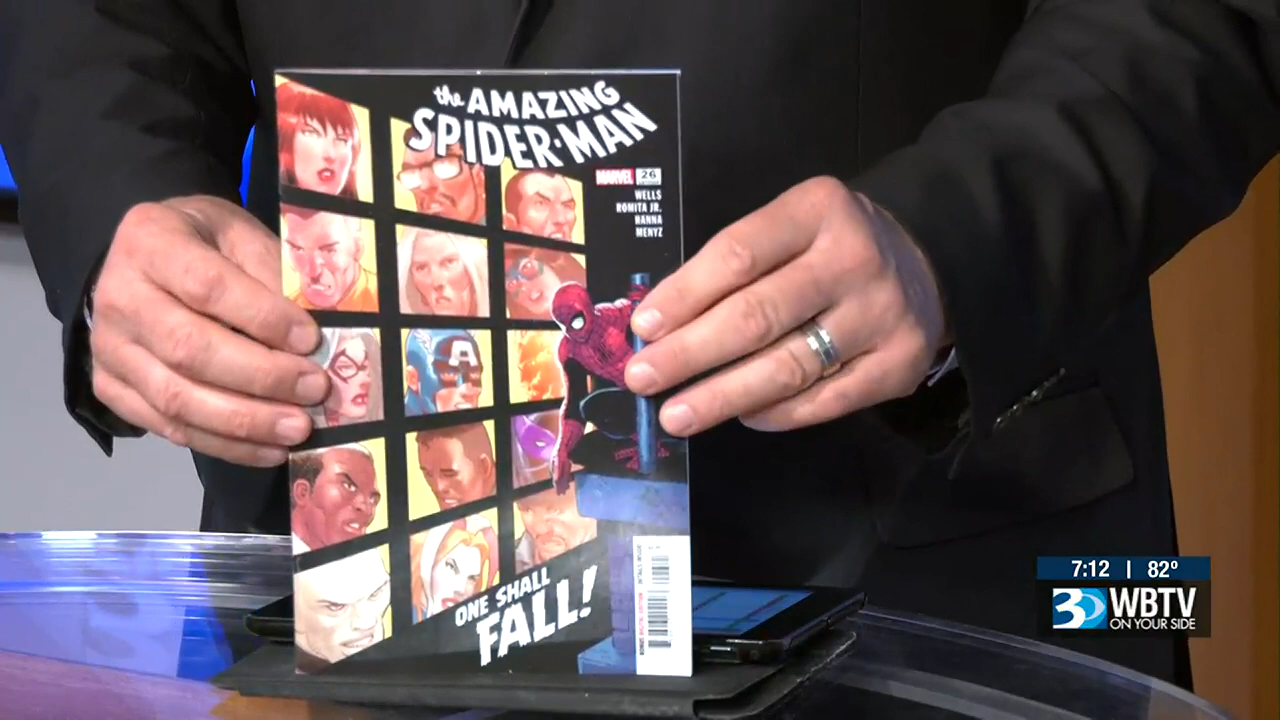 the AMAZING
SPIDER-MAN
MARVEL 26
WELLS
ROMITA JR.
HANNA
MENYZ
A
ONE SHALL
FALL!
7:12 | 82°
3 WBTV
ON YOUR SIDE